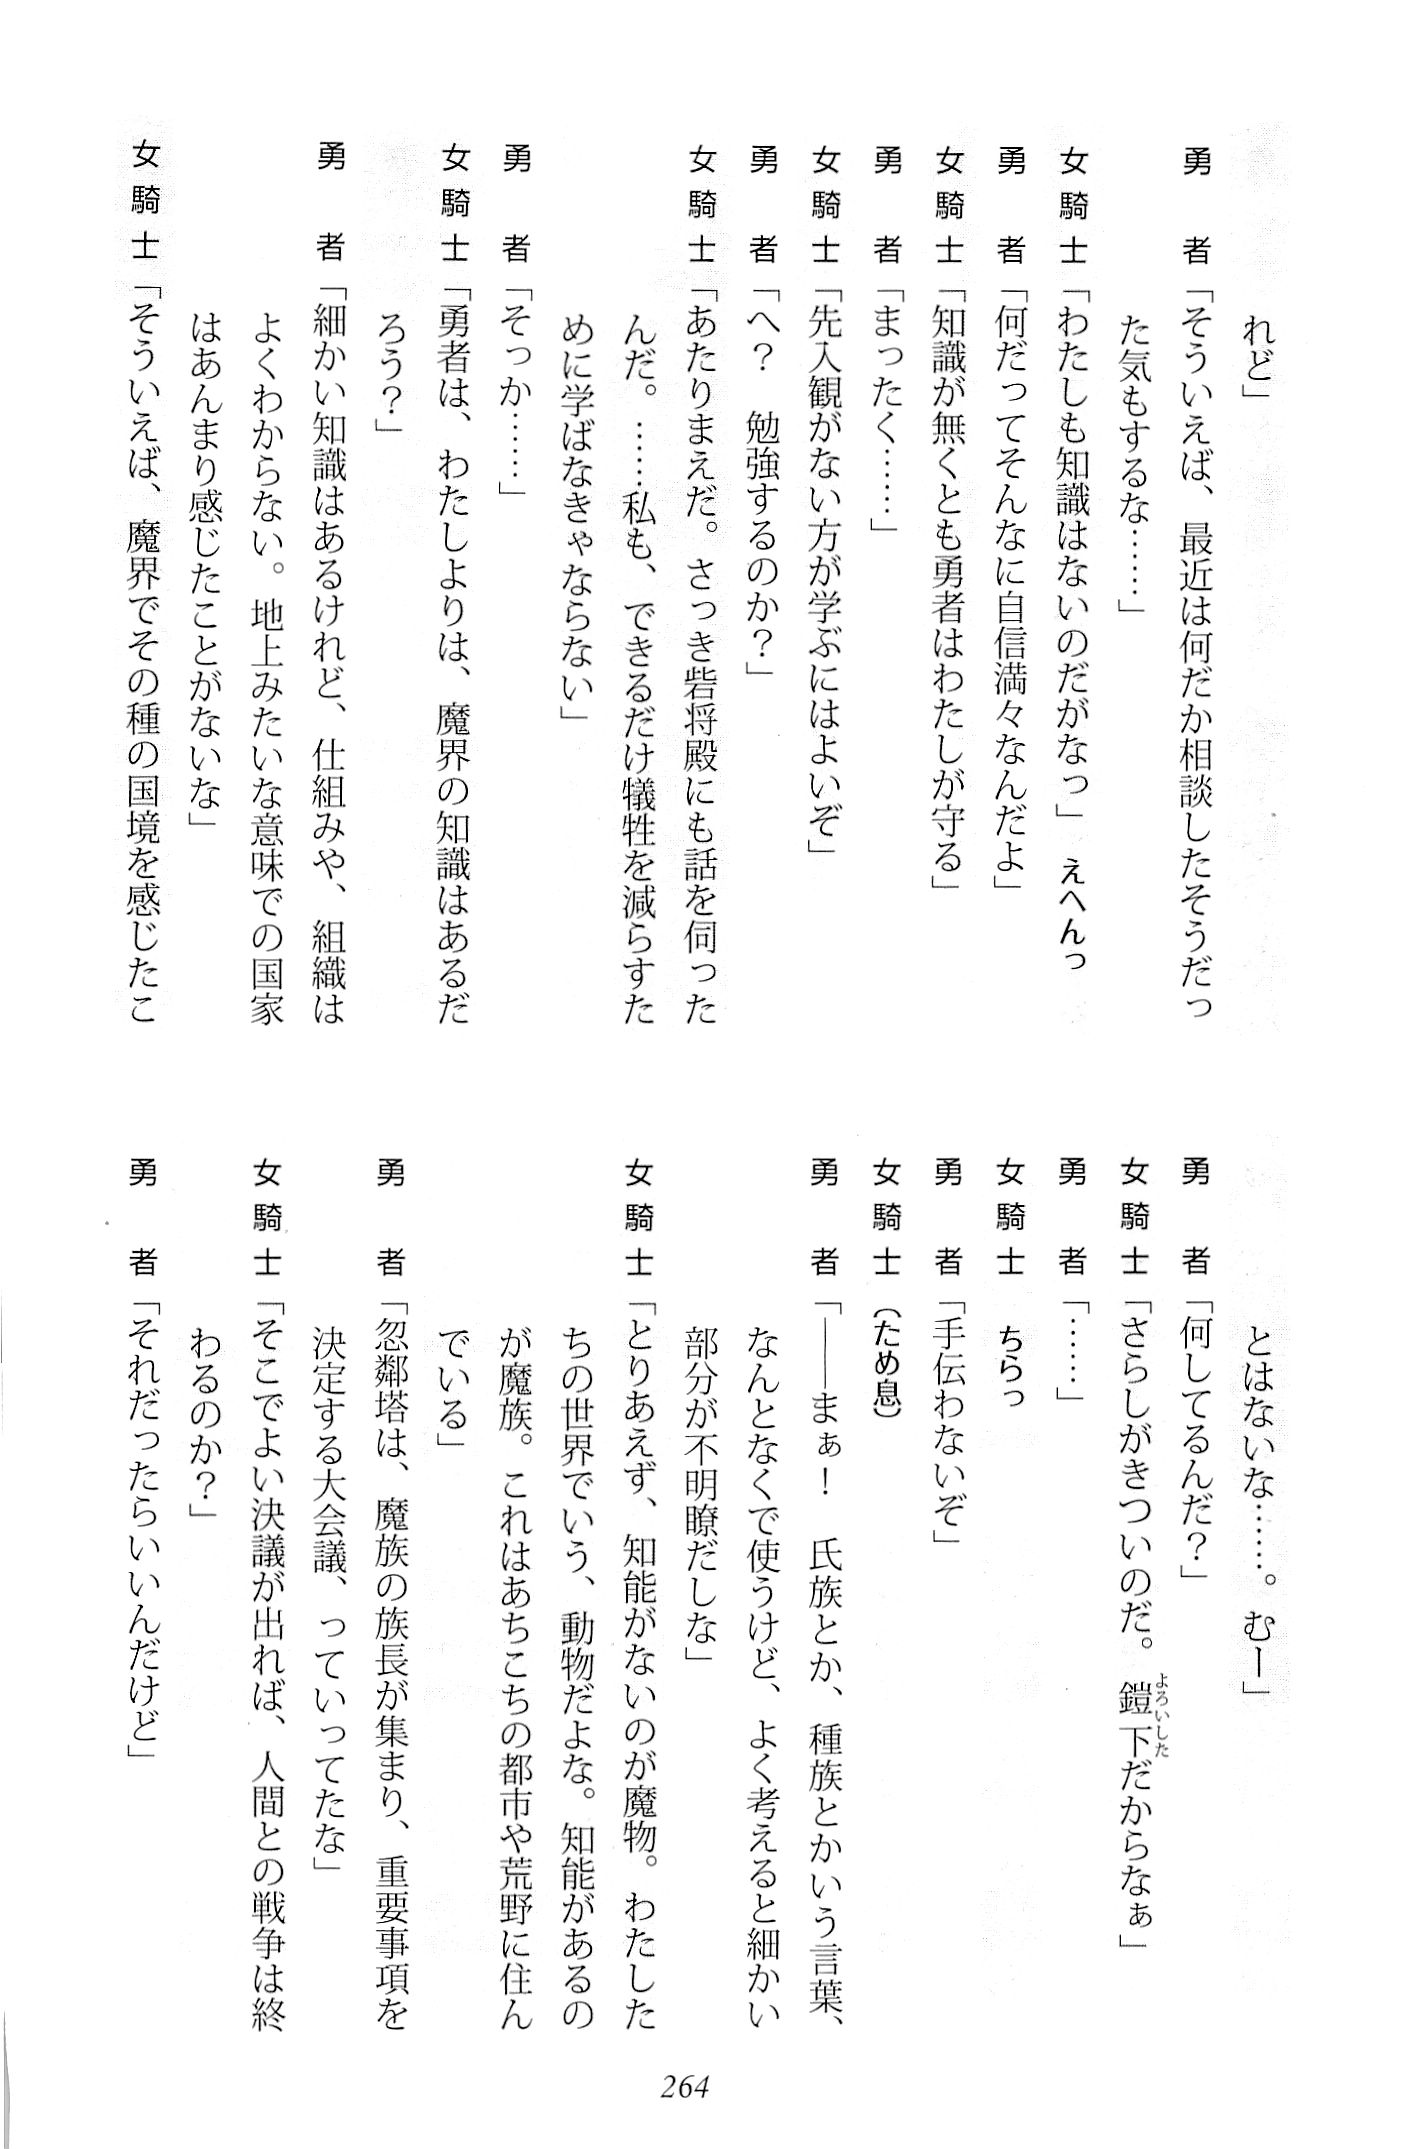 れど」
勇　者「そういえば、最近は何だか相談したそうだっ
た気もするな……」
女騎士「わたしも知識はないのだがなっ」 えへんっ
勇　者「何だってそんなに自信満々なんだよ」
女騎士「知識が無くとも勇者はわたしが守る」
勇　者「まったく……」
女騎士「先入観がない方が学ぶにはよいぞ」
勇　者「へ？　勉強するのか？」
女騎士「あたりまえだ。さっき砦将殿にも話を伺った
んだ。……私も、できるだけ犠牲を減らすた
めに学ばなきゃならない」
勇　者「そっか……」
女騎士「勇者は、わたしよりは、魔界の知識はあるだ
ろう？」
勇　者「細かい知識はあるけれど、仕組みや、組織は
よくわからない。地上みたいな意味での国家
はあんまり感じたことがないな」
女騎士「そういえば、魔界でその種の国境を感じたこ
とはないな……。むー」
勇　者「何してるんだ？」
女騎士「さらしがきついのだ。鎧下だからなぁ」
よろいした
勇　者「……」
女騎士　ちらっ
勇　者「手伝わないぞ」
女騎士（ため息）
勇　者「――まぁ！　氏族とか、種族とかいう言葉、
なんとなくで使うけど、よく考えると細かい
部分が不明瞭だしな」
女騎士「とりあえず、知能がないのが魔物。わたした
ちの世界でいう、動物だよな。知能があるの
が魔族。これはあちこちの都市や荒野に住ん
でいる」
勇　者「忽鄰塔は、魔族の族長が集まり、重要事項を
決定する大会議、っていってたな」
女騎士「そこでよい決議が出れば、人間との戦争は終
わるのか？」
勇　者「それだったらいいんだけど」
264